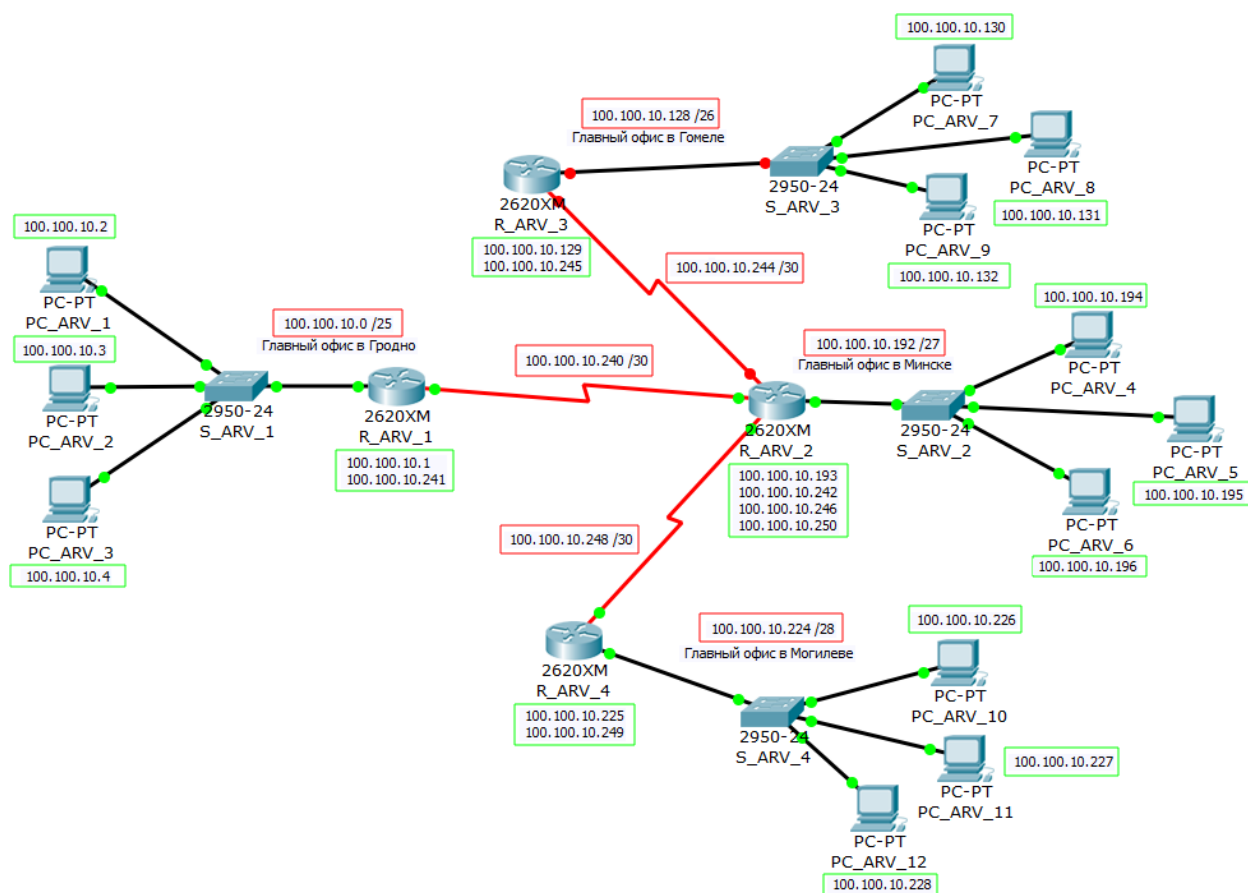 100.100.10.130
PC-PT
PC_ARV_7
100.100.10.128 /26
Главный офис в Гомеле
2620XM
R_ARV_3
100.100.10.129
100.100.10.245
2950-24
S_ARV_3
PC-PT
PC_ARV_8
100.100.10.131
PC-PT
PC_ARV_9
100.100.10.132
100.100.10.244 /30
100.100.10.2
PC-PT
PC_ARV_1
100.100.10.3
PC-PT
PC_ARV_2
PC-PT
PC_ARV_3
100.100.10.4
100.100.10.0 /25
Главный офис в Гродно
2950-24
S_ARV_1
2620XM
R_ARV_1
100.100.10.1
100.100.10.241
100.100.10.240 /30
100.100.10.192 /27
Главный офис в Минске
2620XM
R_ARV_2
100.100.10.193
100.100.10.242
100.100.10.246
100.100.10.250
2950-24
S_ARV_2
100.100.10.194
PC-PT
PC_ARV_4
PC-PT
PC_ARV_5
100.100.10.195
PC-PT
PC_ARV_6
100.100.10.196
100.100.10.248 /30
2620XM
R_ARV_4
100.100.10.225
100.100.10.249
100.100.10.224 /28
Главный офис в Могилеве
2950-24
S_ARV_4
100.100.10.226
PC-PT
PC_ARV_10
100.100.10.227
PC-PT
PC_ARV_11
PC-PT
PC_ARV_12
100.100.10.228